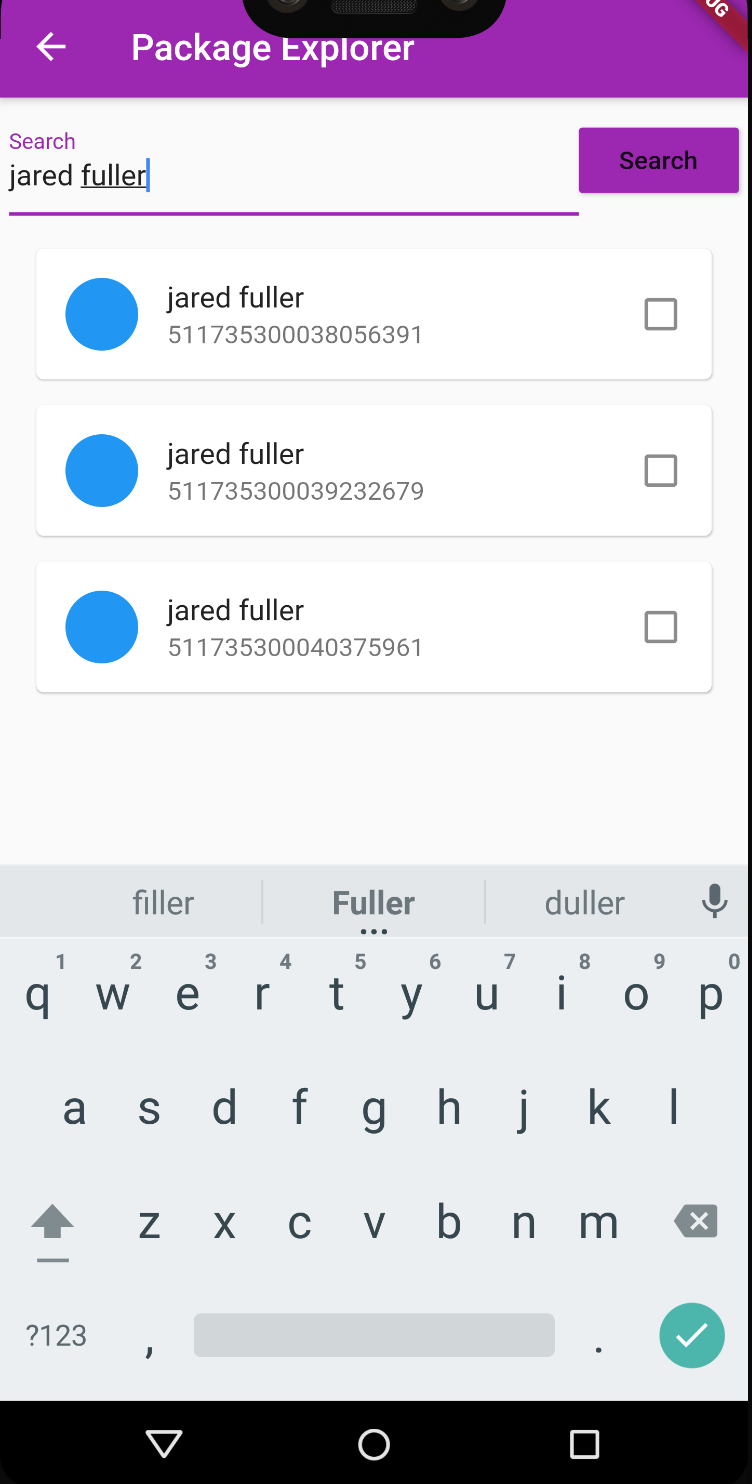 UG
Package Explorer
Search
jared fuller
Search
jared fuller
511735300038056391
jared fuller
511735300039232679
jared fuller
511735300040375961
filler Fuller duller
1 2 3 4 5 6 7 8 9 0
q w e r t y u i o p
a s d f g h j k l
z x c v b n m
?123 , .